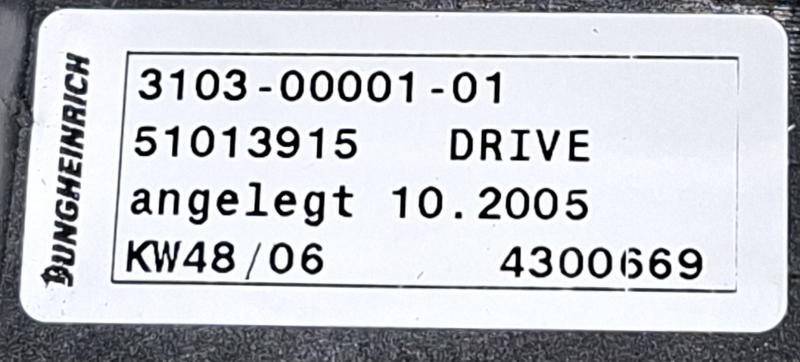 JUNGHEINRICH
3103-00001-01
51013915 DRIVE
angelegt 10.2005
KW48/06 4300669